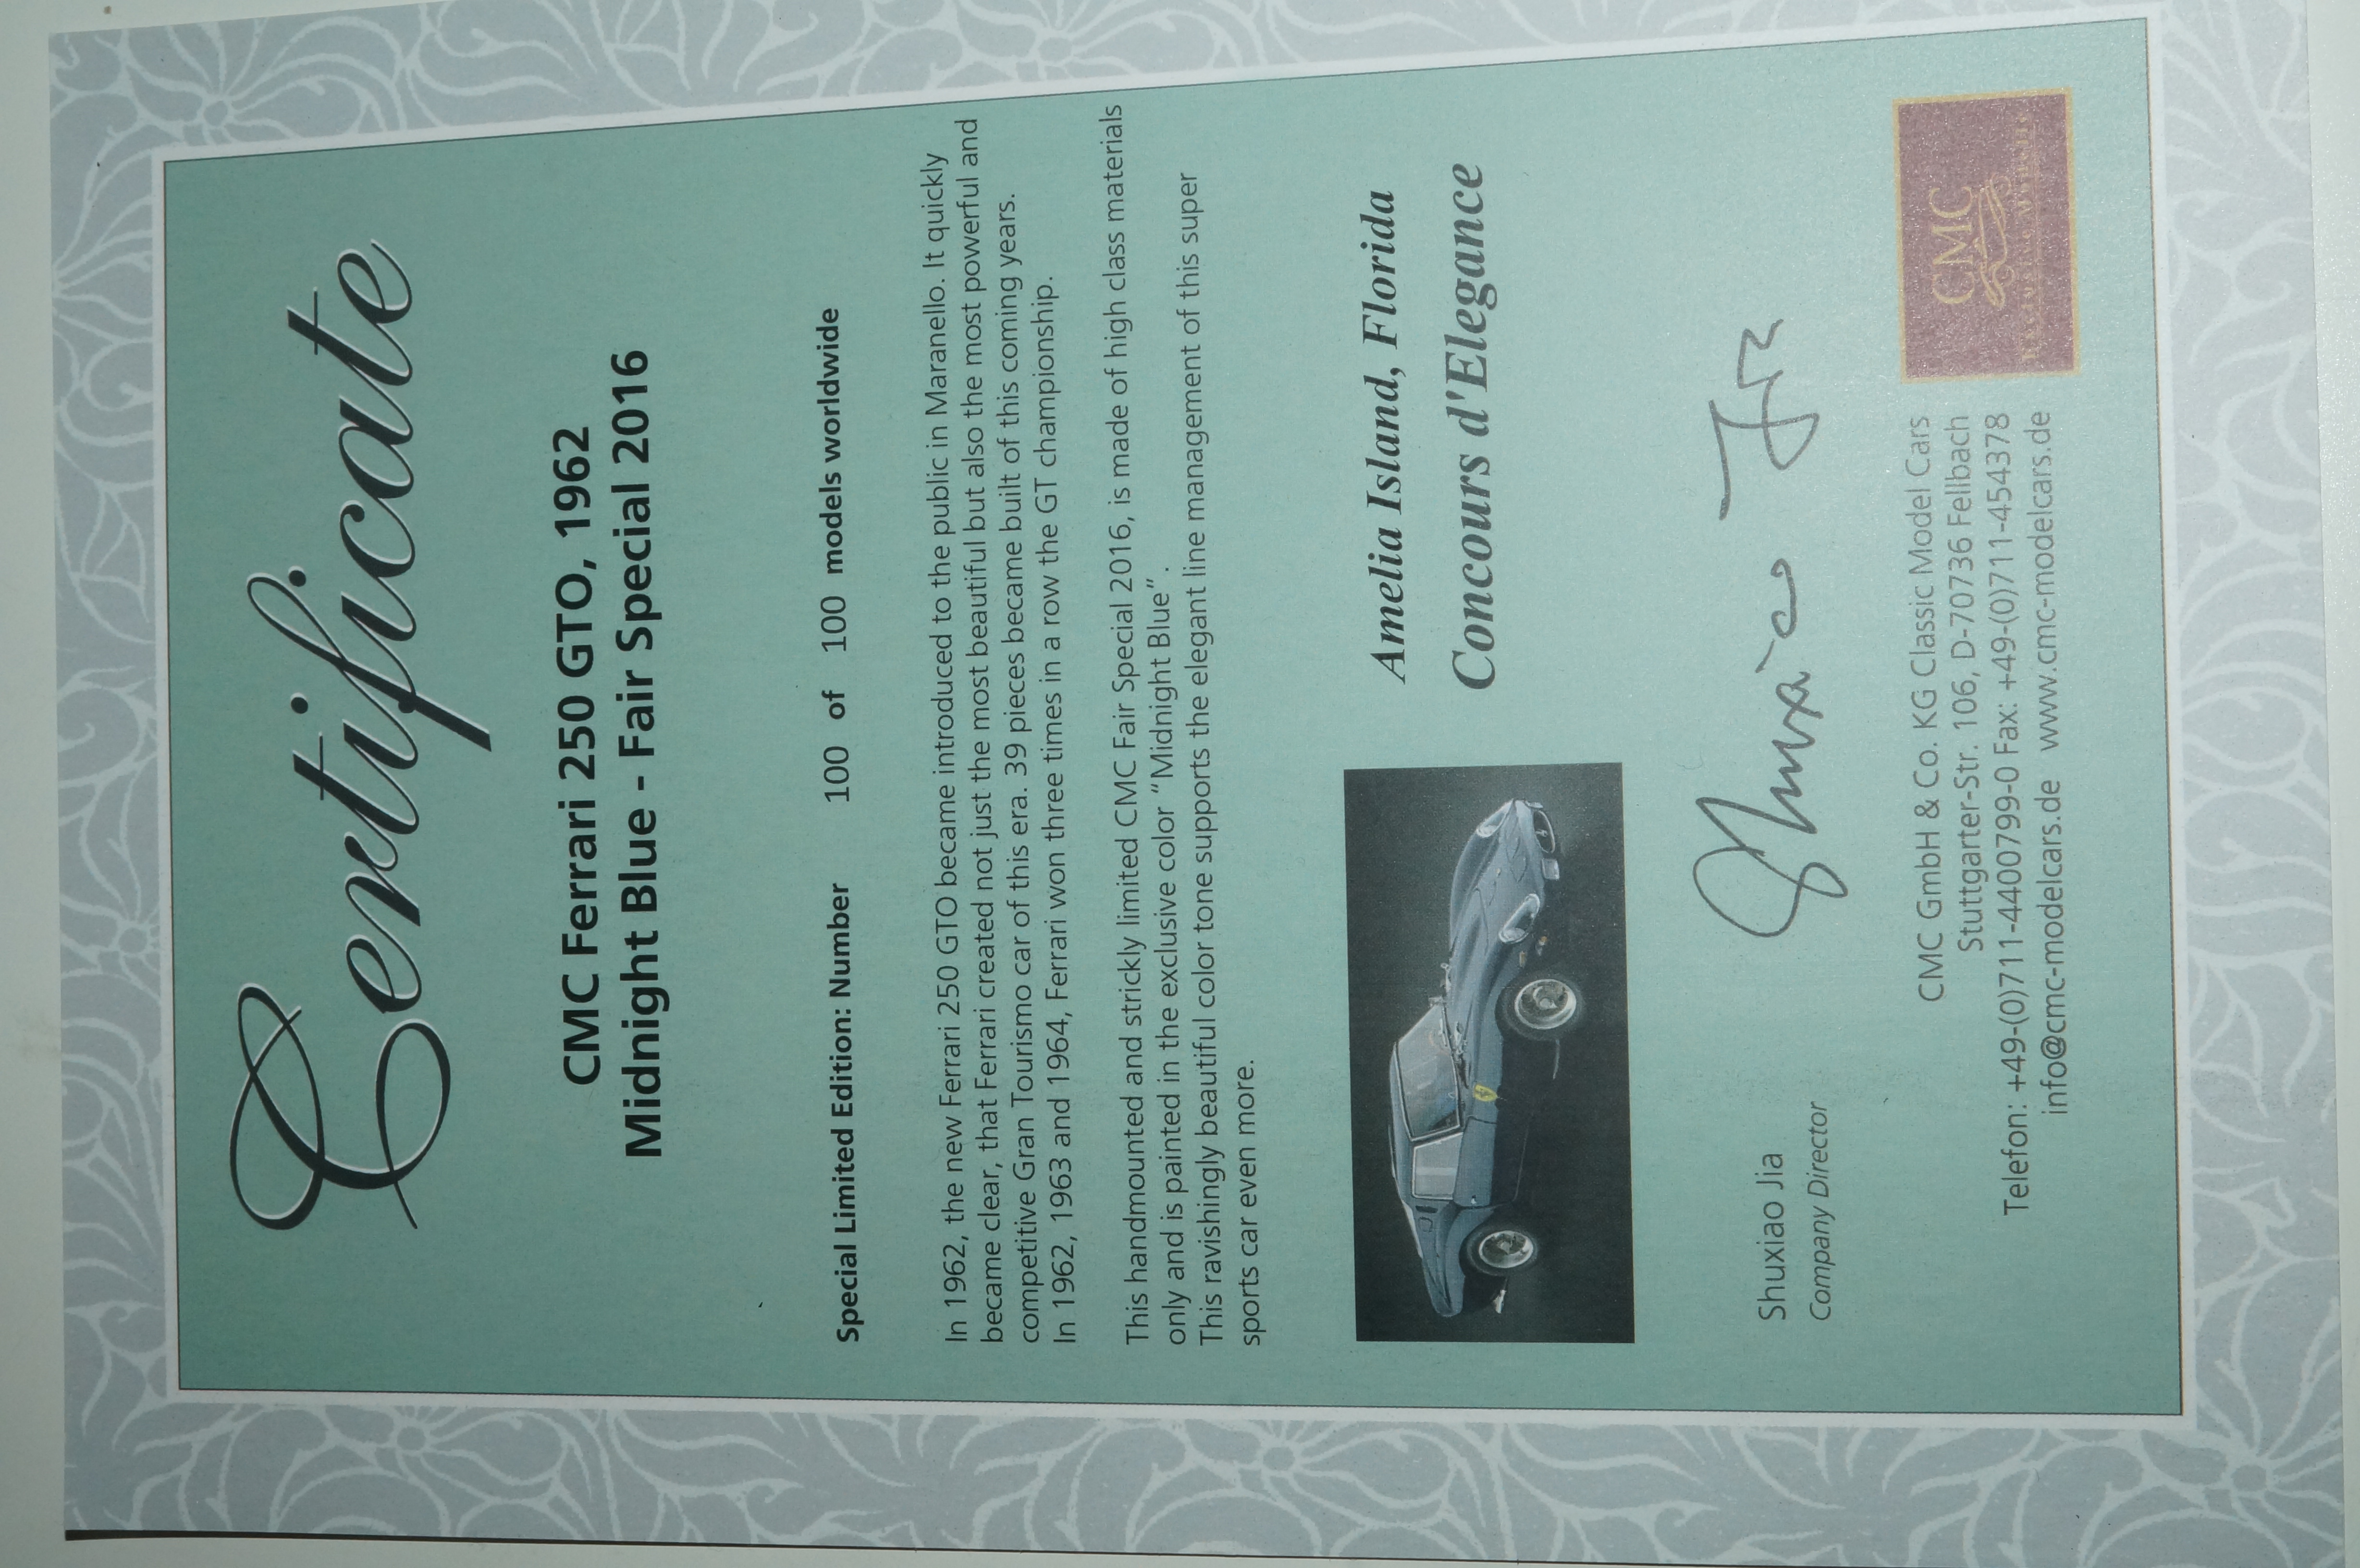 Certificate
CMC Ferrari 250 GTO, 1962
Midnight Blue - Fair Special 2016
Special Limited Edition: Number 100 of 100 models worldwide
In 1962, the new Ferrari 250 GTO became introduced to the public in Maranello. It quickly
became clear, that Ferrari created not just the most beautiful but also the most powerful and
competitive Gran Tourismo car of this era. 39 pieces became built of this coming years.
In 1962, 1963 and 1964, Ferrari won three times in a row the GT championship.
This handmounted and strickly limited CMC Fair Special 2016, is made of high class materials
only and is painted in the exclusive color “Midnight Blue”.
This ravishingly beautiful color tone supports the elegant line management of this super
sports car even more.
Amelia Island, Florida
Concours d'Elegance
Shuxiao Jia
Shuxiao Jia
Company Director
CMC GmbH & Co. KG Classic Model Cars
Stuttgarter-Str. 106, D-70736 Fellbach
Telefon: +49-(0)711-4400799-0 Fax: +49-(0)711-454378
info@cmc-modelcars.de www.cmc-modelcars.de
CMC